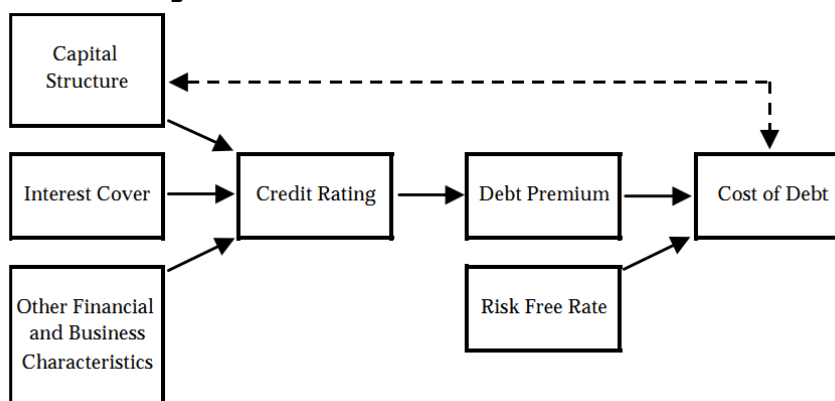 Capital
Structure
Interest Cover
Credit Rating
Debt Premium
Cost of Debt
Other Financial
and Business
Characteristics
Risk Free Rate